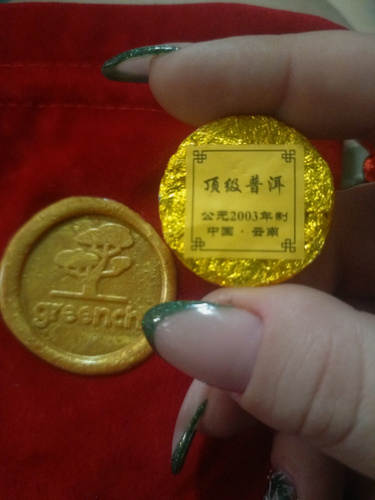 顶级普洱
公元2003年制
中国·云南
greench